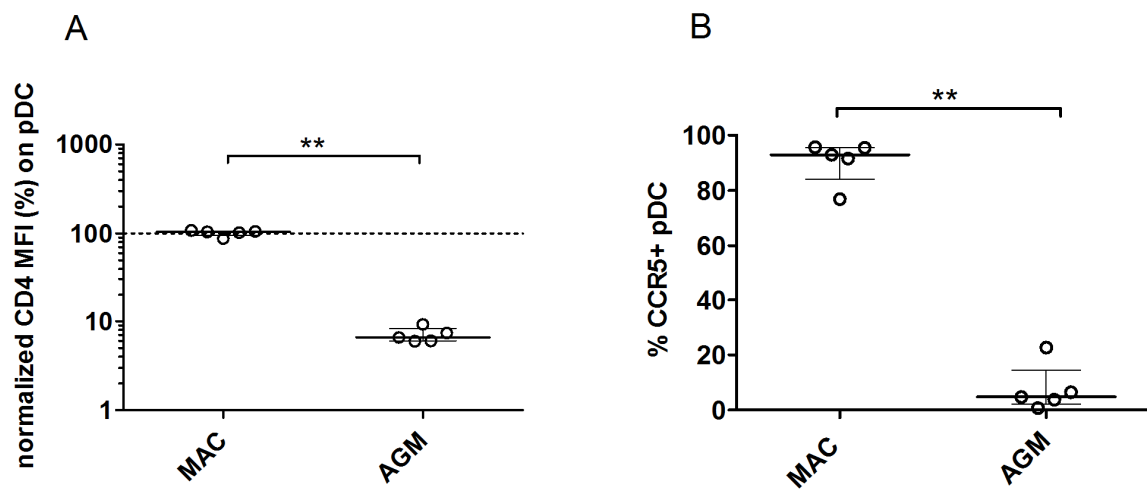 A
normalized CD4 MFI (%) on pDC
1000
100
10
1
**
MAC
AGM
B
% CCR5+ pDC
100
80
60
40
20
0
**
MAC
AGM